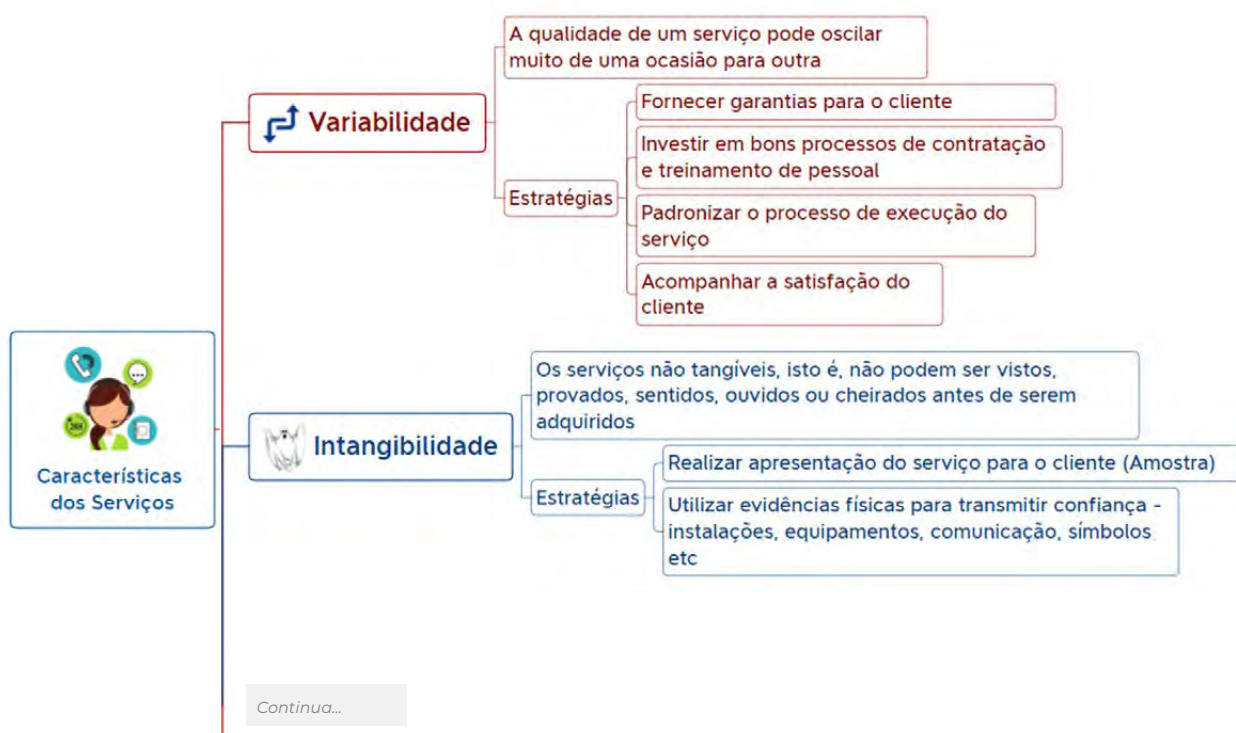 A qualidade de um serviço pode oscilar
muito de uma ocasião para outra
Variabilidade
Fornecer garantias para o cliente
Investir em bons processos de contratação
e treinamento de pessoal
Estratégias
Padronizar o processo de execução do
serviço
Acompanhar a satisfação do
cliente
Características
dos Serviços
Os serviços não tangíveis, isto é, não podem ser vistos,
provados, sentidos, ouvidos ou cheirados antes de serem
adquiridos
Intangibilidade
Realizar apresentação do serviço para o cliente (Amostra)
Estratégias
Utilizar evidências físicas para transmitir confiança -
instalações, equipamentos, comunicação, símbolos
etc
Continua...